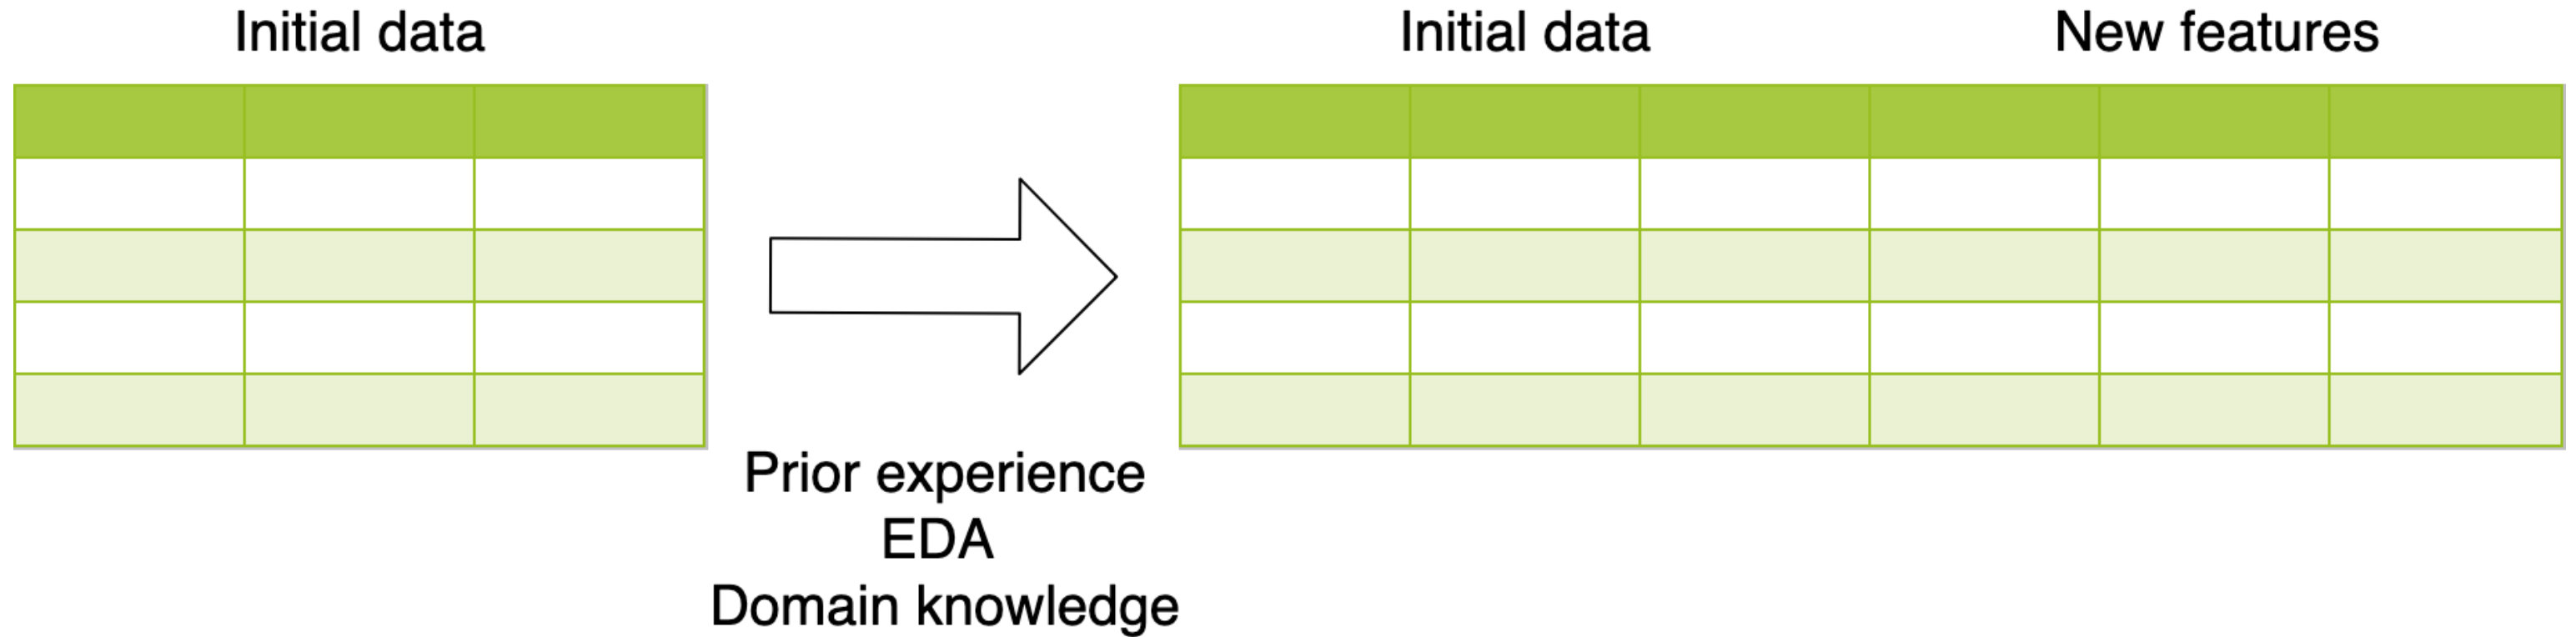 Initial data
Initial data
New features
Prior experience
EDA
Domain knowledge